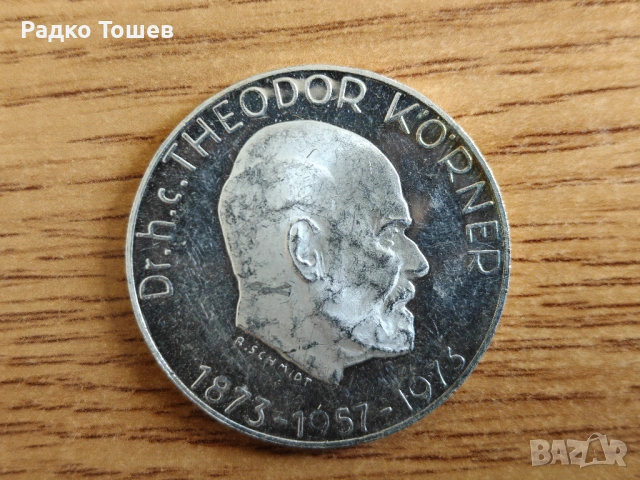 Радко Тошев
Dr. h. c. THEODOR KÖRNER
R. SCHMIDT
1873 - 1957 - 1973
BAZAR